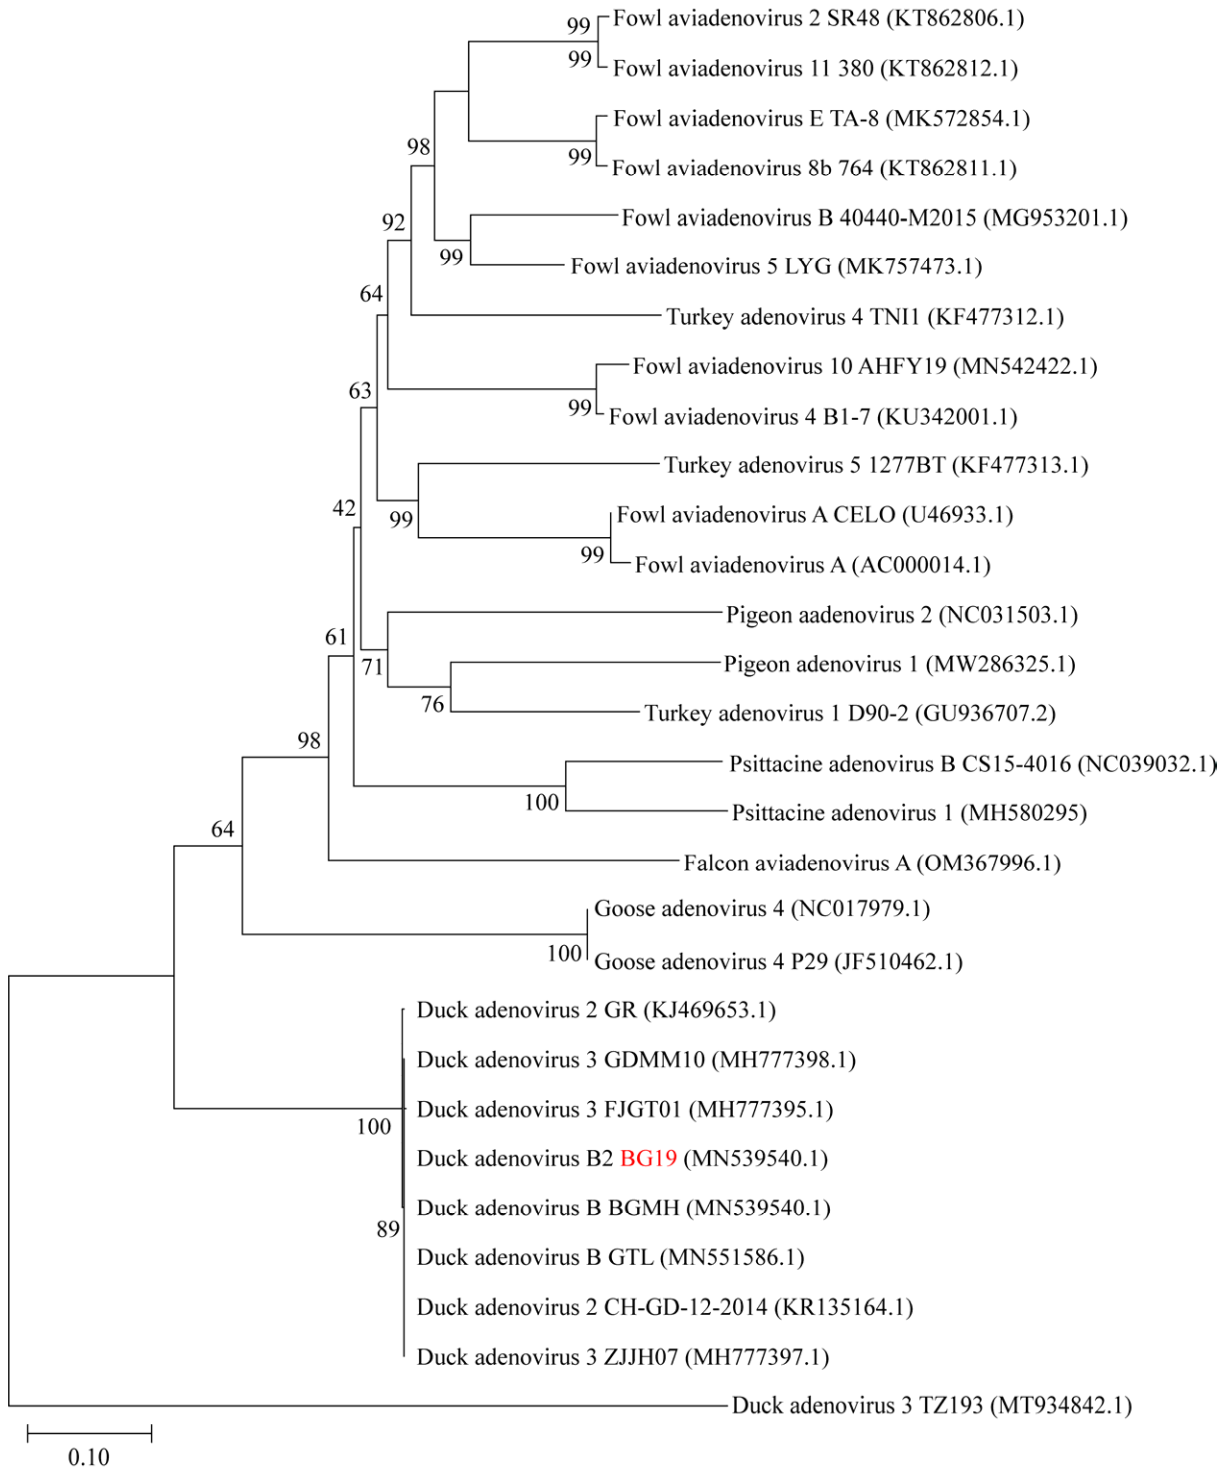 99
Fowl aviadenovirus 2 SR48 (KT862806.1)
99
Fowl aviadenovirus 11 380 (KT862812.1)
Fowl aviadenovirus E TA-8 (MK572854.1)
98
99
Fowl aviadenovirus 8b 764 (KT862811.1)
92
Fowl aviadenovirus B 40440-M2015 (MG953201.1)
99
Fowl aviadenovirus 5 LYG (MK757473.1)
64
Turkey adenovirus 4 TNI1 (KF477312.1)
Fowl aviadenovirus 10 AHFY19 (MN542422.1)
63
99
Fowl aviadenovirus 4 B1-7 (KU342001.1)
Turkey adenovirus 5 1277BT (KF477313.1)
42
99
Fowl aviadenovirus A CELO (U46933.1)
99
Fowl aviadenovirus A (AC000014.1)
Pigeon aadenovirus 2 (NC031503.1)
61
71
Pigeon adenovirus 1 (MW286325.1)
76
Turkey adenovirus 1 D90-2 (GU936707.2)
98
Psittacine adenovirus B CS15-4016 (NC039032.1)
100
Psittacine adenovirus 1 (MH580295)
64
Falcon aviadenovirus A (OM367996.1)
Goose adenovirus 4 (NC017979.1)
100
Goose adenovirus 4 P29 (JF510462.1)
Duck adenovirus 2 GR (KJ469653.1)
Duck adenovirus 3 GDMM10 (MH777398.1)
Duck adenovirus 3 FJGT01 (MH777395.1)
100
Duck adenovirus B2 BG19 (MN539540.1)
Duck adenovirus B BGMH (MN539540.1)
89
Duck adenovirus B GTL (MN551586.1)
Duck adenovirus 2 CH-GD-12-2014 (KR135164.1)
Duck adenovirus 3 ZJJH07 (MH777397.1)
Duck adenovirus 3 TZ193 (MT934842.1)
0.10